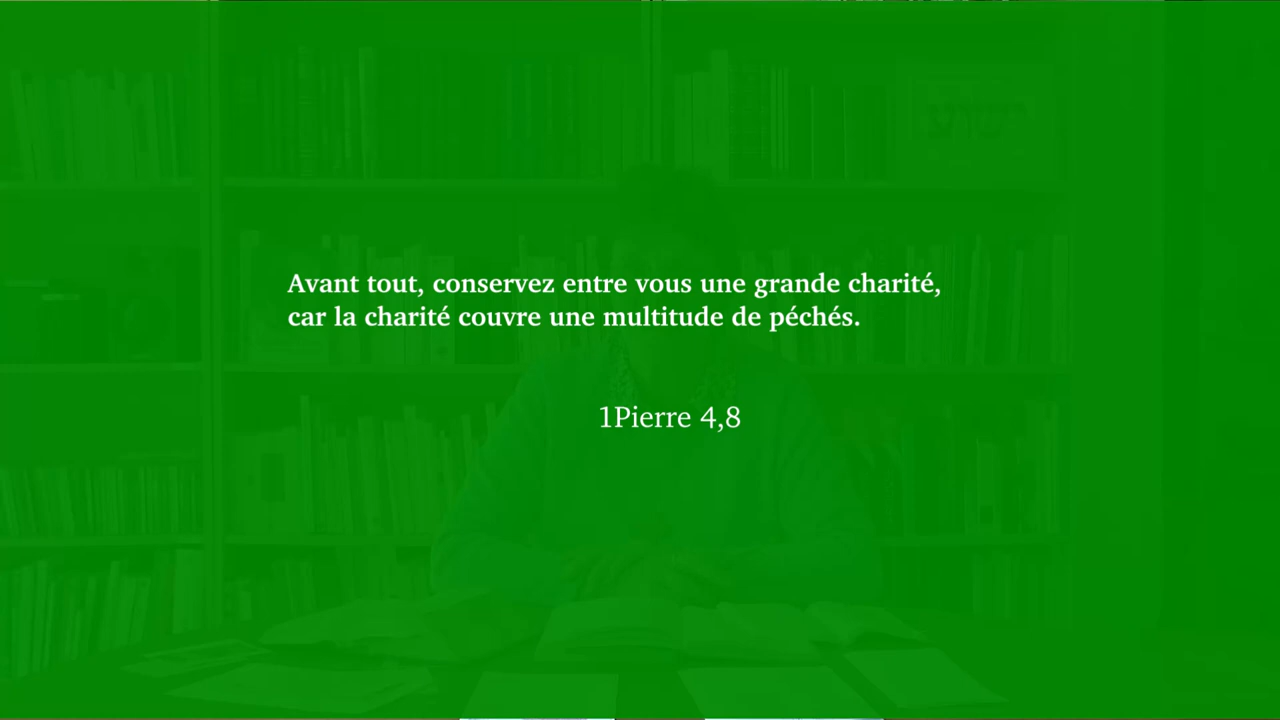 Avant tout, conservez entre vous une grande charité,
car la charité couvre une multitude de péchés.
1Pierre 4,8